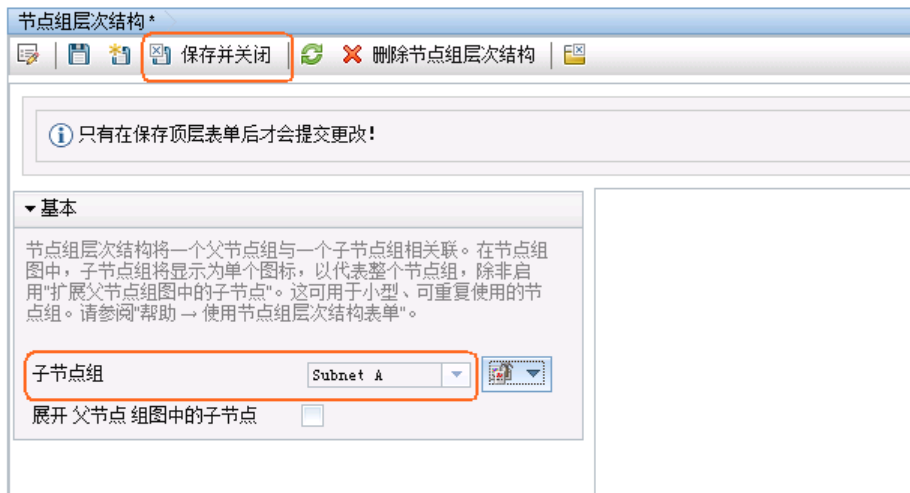 节点组层次结构*
保存并关闭 删除节点组层次结构
只有在保存顶层表单后才会提交更改!
基本
节点组层次结构将一个父节点组与一个子节点组相关联。在节点组
图中，子节点组将显示为单个图标，以代表整个节点组，除非启
用"扩展父节点组图中的子节点"。这可用于小型、可重复使用的节
点组。请参阅"帮助 → 使用节点组层次结构表单"。
子节点组 Subnet A
展开 父节点 组图中的子节点